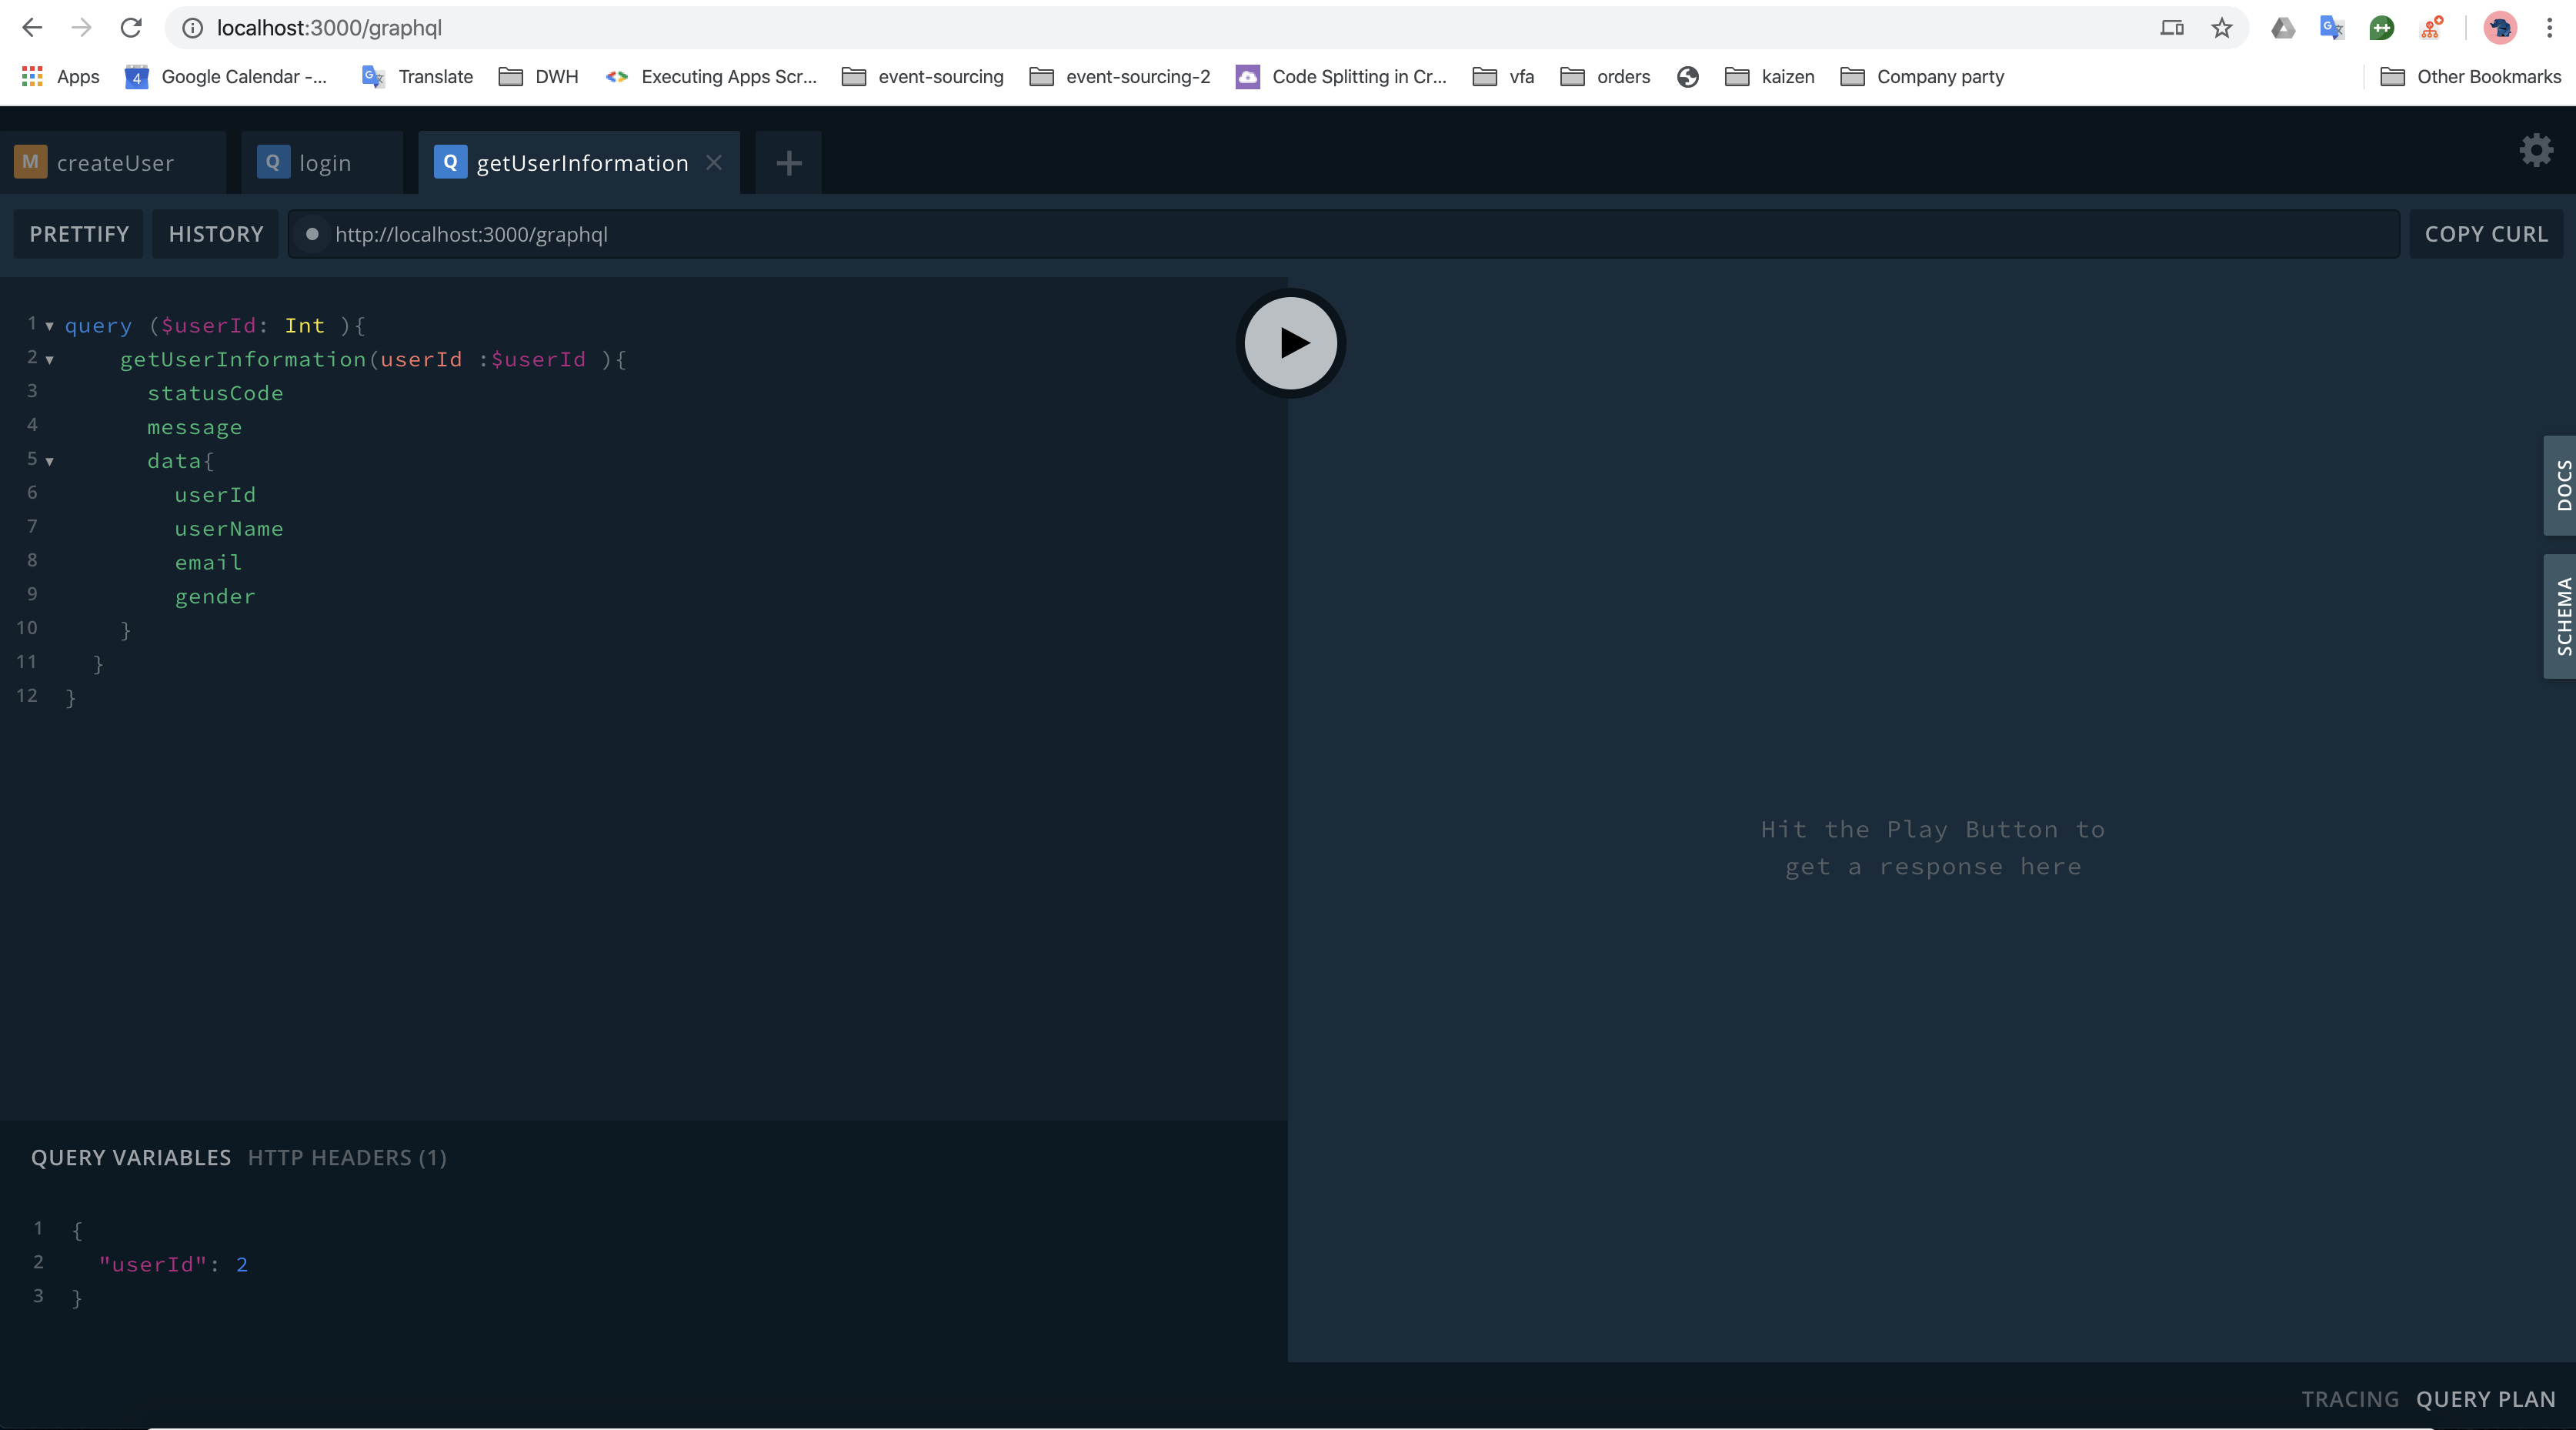 localhost:3000/graphql
Apps 4 Google Calendar -... Translate DWH Executing Apps Scr... event-sourcing event-sourcing-2 Code Splitting in Cr... vfa orders kaizen Company party Other Bookmarks
M createUser Q login Q getUserInformation
PRETTIFY HISTORY http://localhost:3000/graphql COPY CURL
1 query ($userId: Int ){
2 getUserInformation(userId :$userId ){
3 statusCode
4 message
5 data{
6 userId
7 userName
8 email
9 gender
10 }
11 }
12 }
DOCS
SCHEMA
Hit the Play Button to
get a response here
QUERY VARIABLES HTTP HEADERS (1)
1 {
2 "userId": 2
3 }
TRACING QUERY PLAN